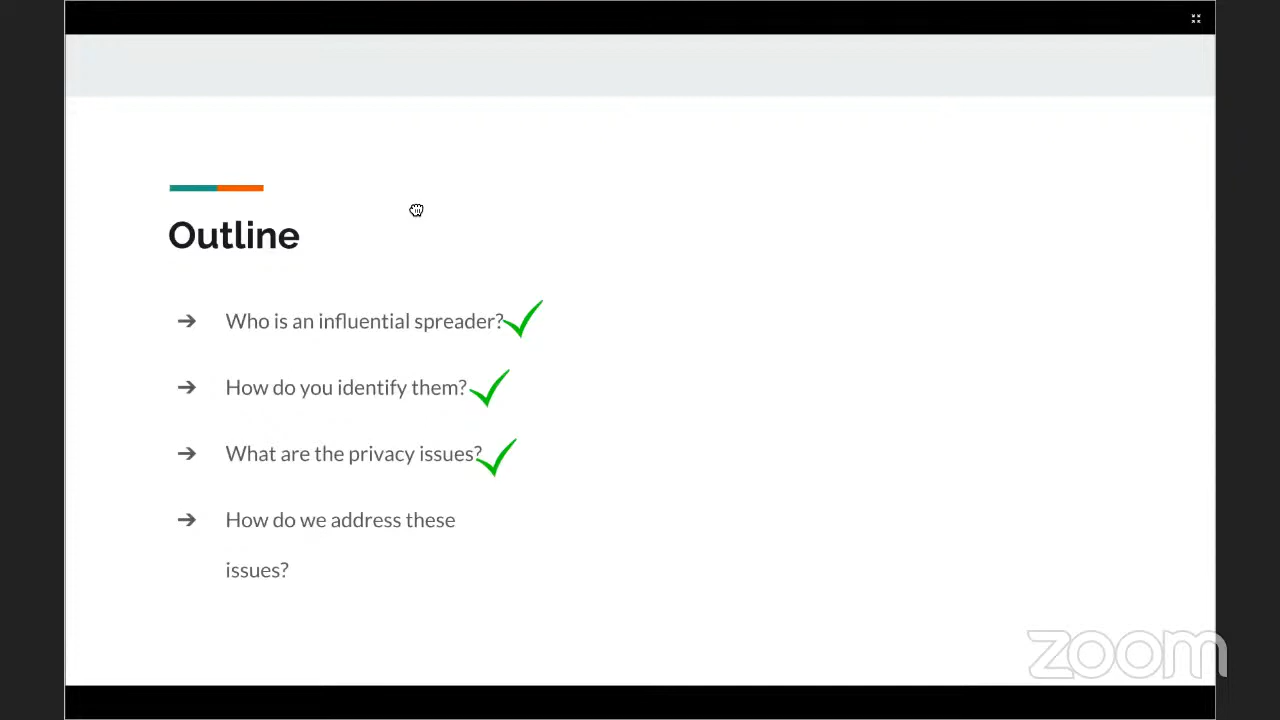 Outline
➔ Who is an influential spreader?
➔ How do you identify them?
➔ What are the privacy issues?
➔ How do we address these
issues?
zoom